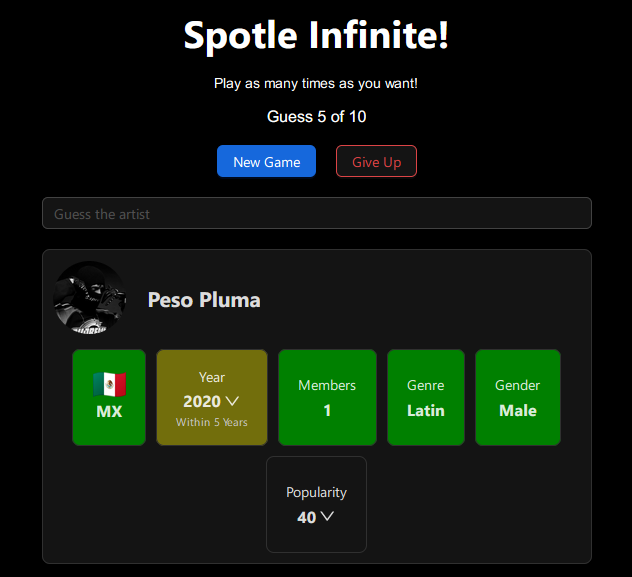 Spotle Infinite!
Play as many times as you want!
Guess 5 of 10
New Game
Give Up
Guess the artist
Peso Pluma
MX
Year
2020
Within 5 Years
Members
1
Genre
Latin
Gender
Male
Popularity
40